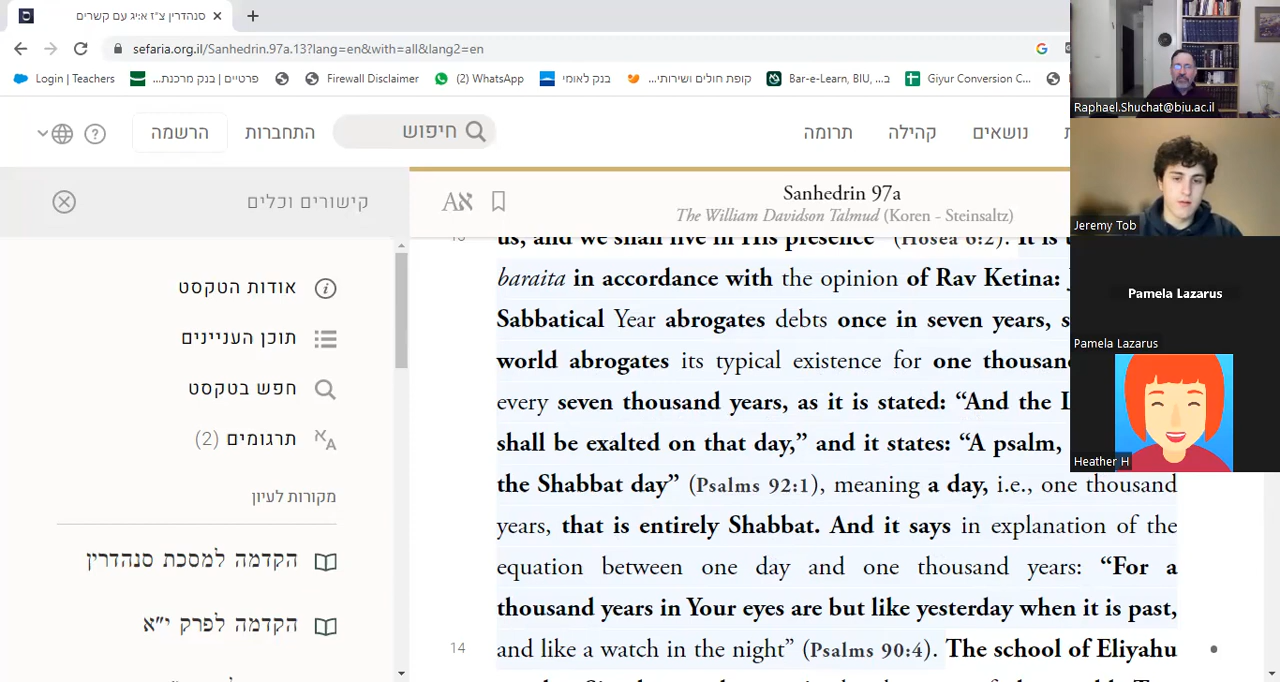 סנהדרין צ״ז א:יג עם קשרים
sefaria.org.il/Sanhedrin.97a.13?lang=en&with=all&lang2=en
Login | Teachers
פרטיים | בנק מרכנת...
Firewall Disclaimer
(2) WhatsApp
בנק לאומי
קופת חולים ושירותי...
Bar-e-Learn, BIU, ...ב
Giyur Conversion C...
הרשמה
התחברות
חיפוש
תרומה
קהילה
נושאים
קישורים וכלים
Sanhedrin 97a
The William Davidson Talmud (Koren - Steinsaltz)
אודות הטקסט
תוכן העניינים
חפש בטקסט
תרגומים (2)
מקורות לעיון
הקדמה למסכת סנהדרין
הקדמה לפרק י״א
us, and we shall live in His presence” (Hosea 6:2). It is
baraita in accordance with the opinion of Rav Ketina:
Sabbatical Year abrogates debts once in seven years,
world abrogates its typical existence for one
every seven thousand years, as it is stated: “And the
shall be exalted on that day,” and it states: “A psalm,
the Shabbat day” (Psalms 92:1), meaning a day, i.e., one thousand
years, that is entirely Shabbat. And it says in explanation of the
equation between one day and one thousand years: “For a
thousand years in Your eyes are but like yesterday when it is past,
14 and like a watch in the night” (Psalms 90:4). The school of Eliyahu
Raphael.Shuchat@biu.ac.il
Jeremy Tob
Pamela Lazarus
Pamela Lazarus
Heather H